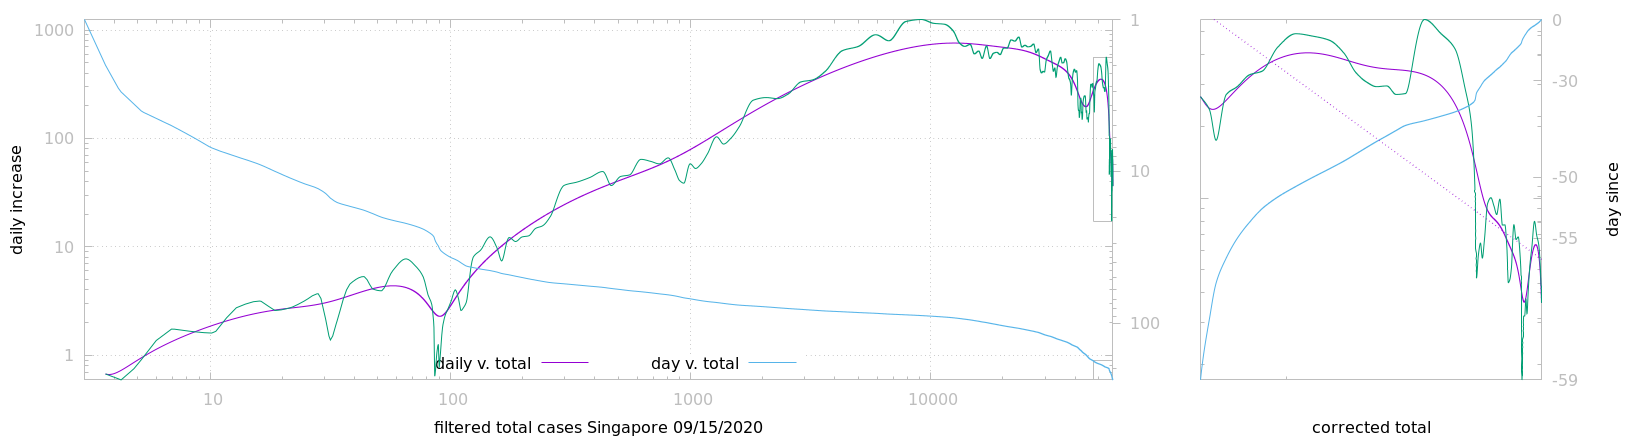 1000
100
10
1
daily increase
10
100
1000
10000
filtered total cases Singapore 09/15/2020
daily v. total
day v. total
1
10
100
0
-30
-50
-55
-59
day since
corrected total